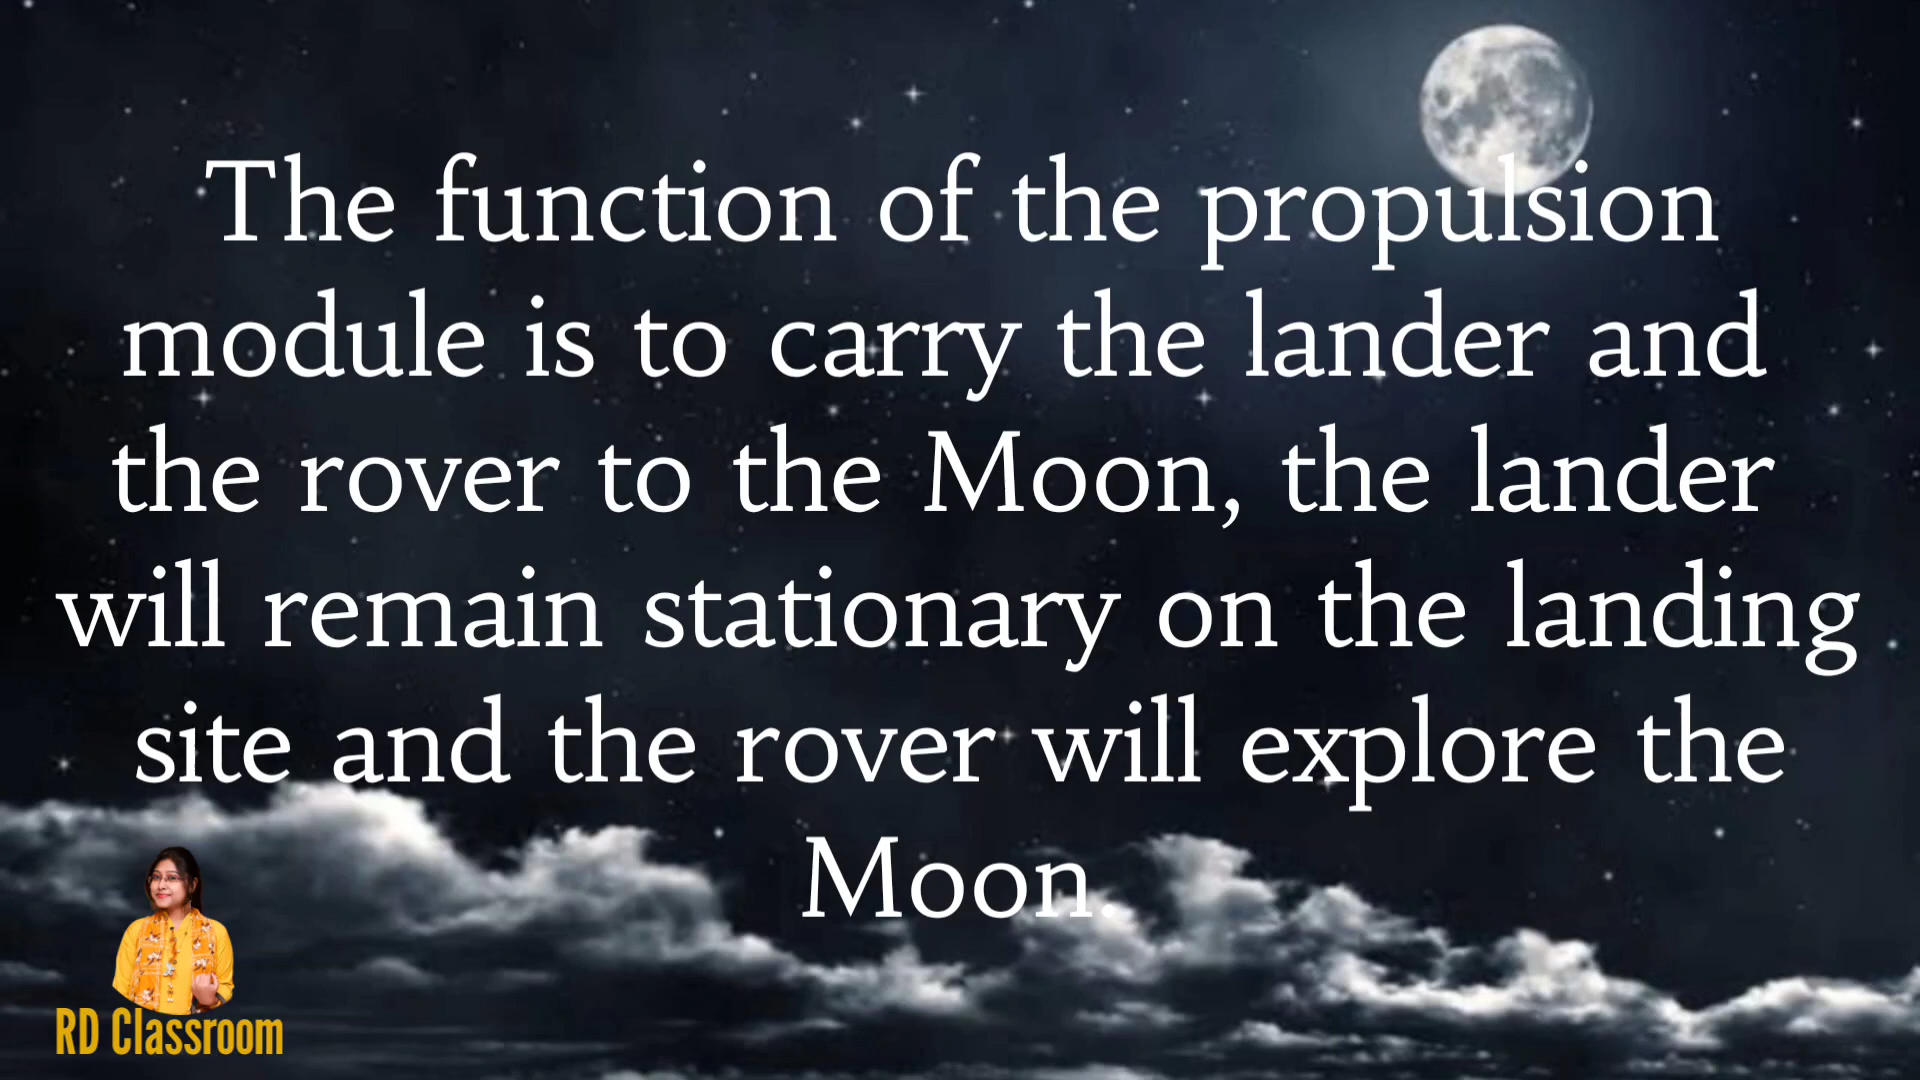 The function of the propulsion
module is to carry the lander and
the rover to the Moon, the lander
will remain stationary on the landing
site and the rover will explore the
Moon.
RD Classroom